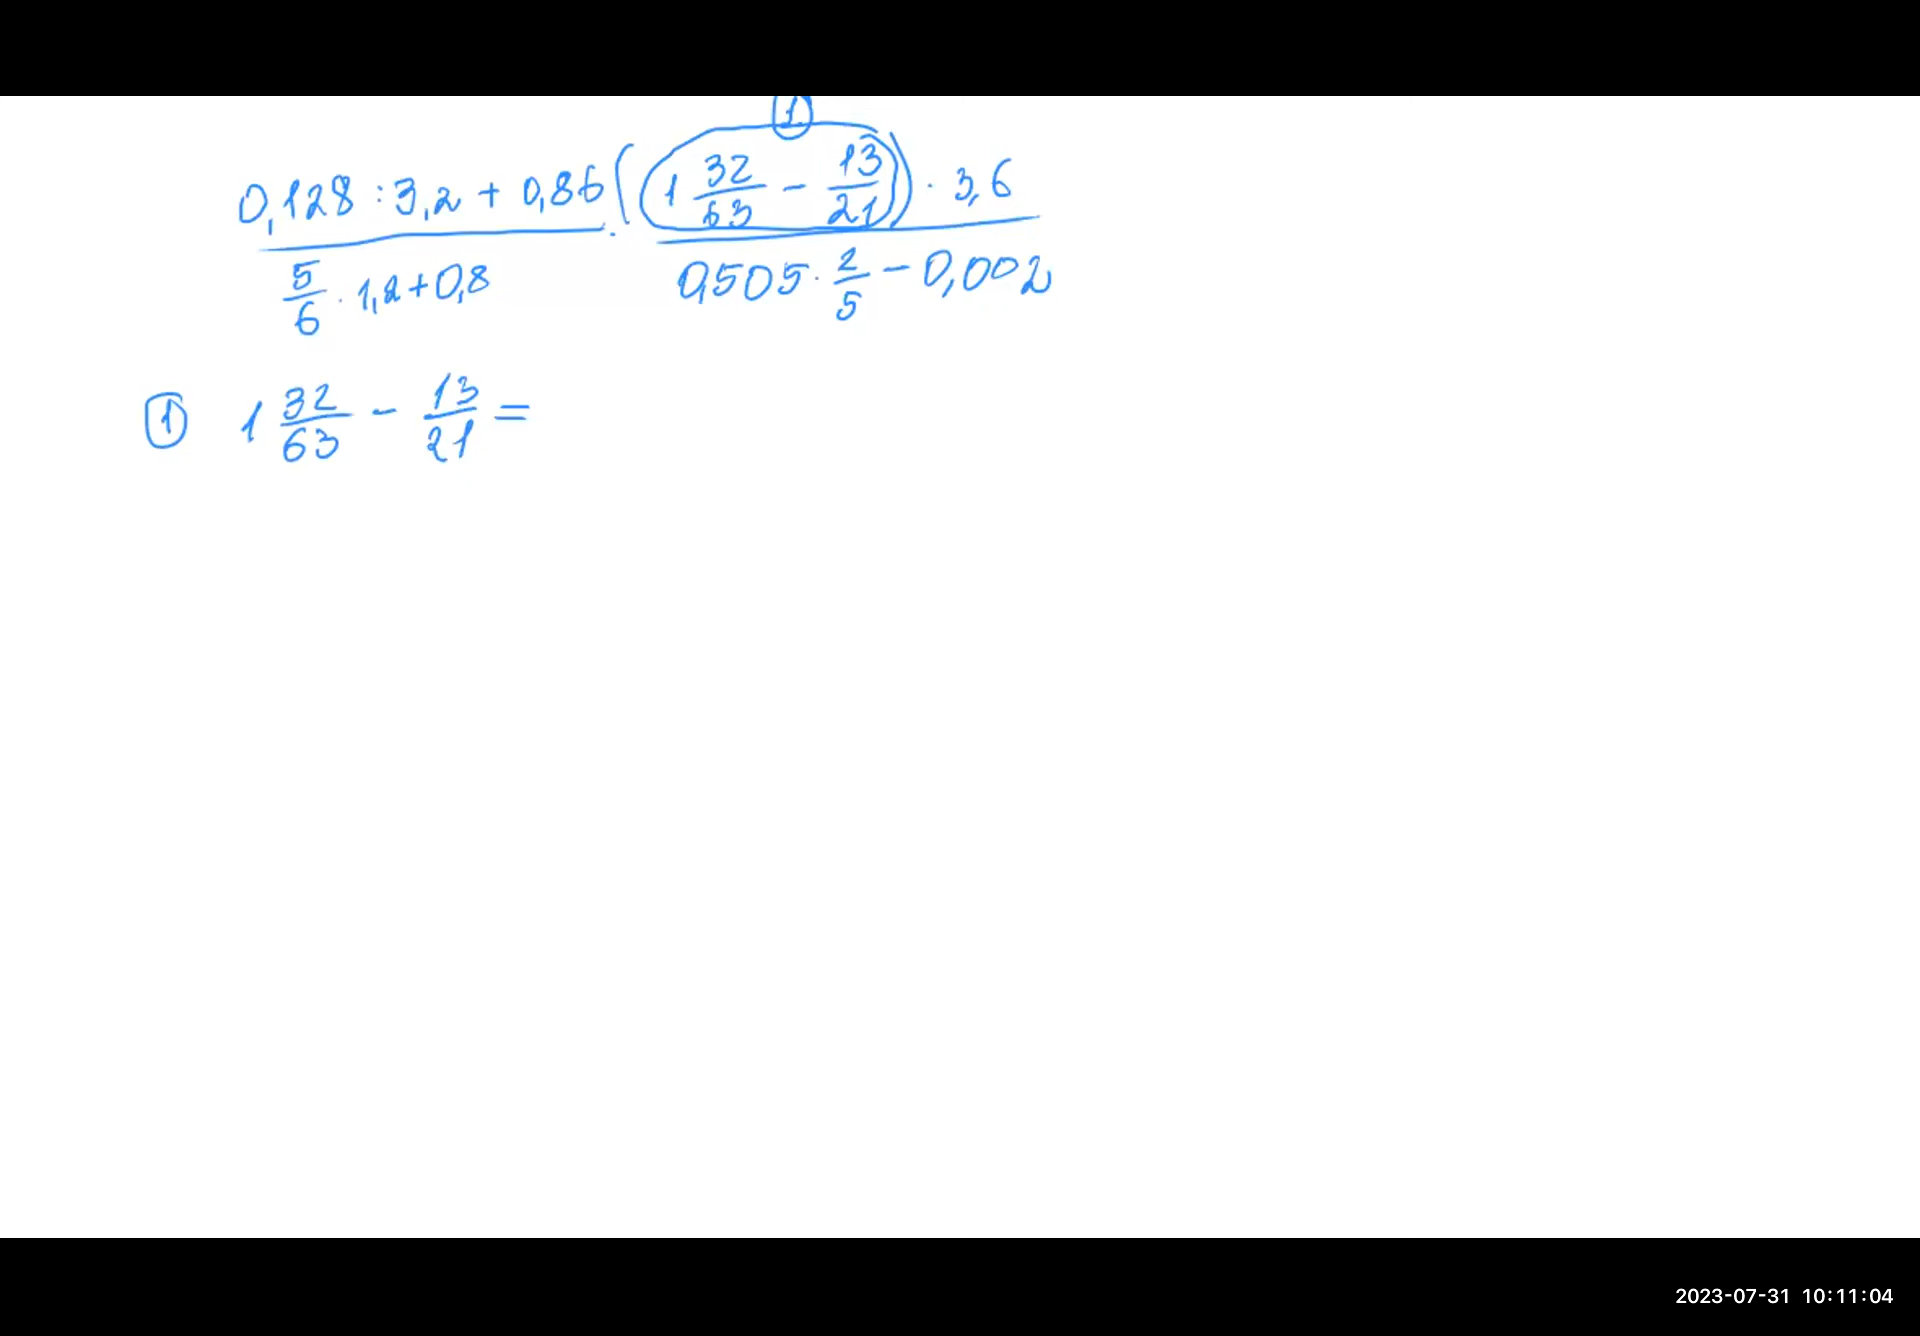 1
0,128 : 3,2 + 0,86 (1 32/63 - 13/21) · 3,6
5/6 · 1,2 + 0,8 · 0,505 · 2/5 - 0,002
1 1 32/63 - 13/21 =
2023-07-31 10:11:04